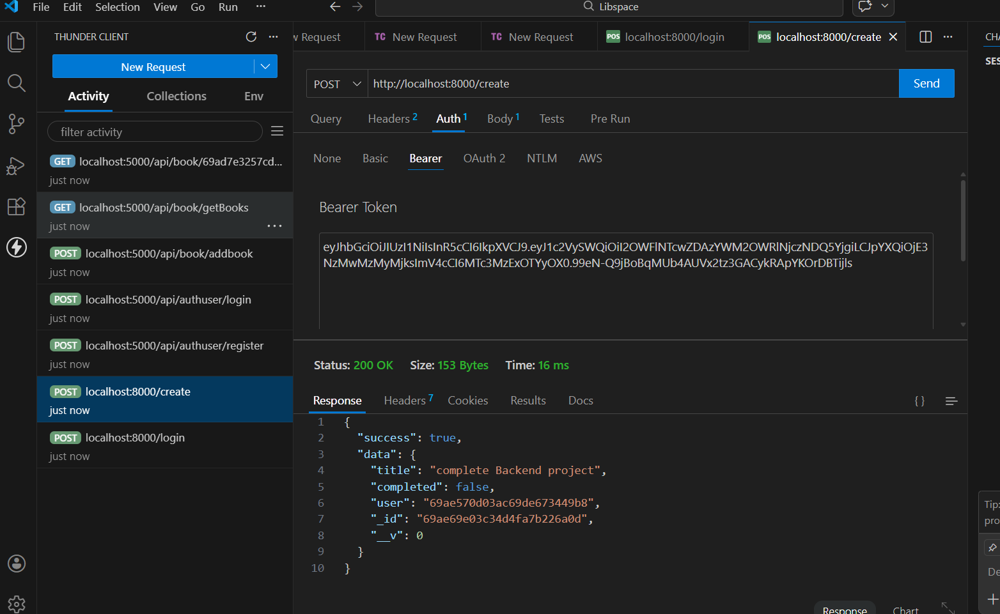 File Edit Selection View Go Run ···
Libspace
THUNDER CLIENT
New Request
Activity Collections Env
filter activity
GET localhost:5000/api/book/69ad7e3257cd...
just now
GET localhost:5000/api/book/getBooks
just now
POST localhost:5000/api/book/addbook
just now
POST localhost:5000/api/authuser/login
just now
POST localhost:5000/api/authuser/register
just now
POST localhost:8000/create
just now
POST localhost:8000/login
just now
w Request TC New Request TC New Request POS localhost:8000/login POS localhost:8000/create
POST http://localhost:8000/create Send
Query Headers 2 Auth 1 Body 1 Tests Pre Run
None Basic Bearer OAuth 2 NTLM AWS
Bearer Token
eyJhbGciOiJIUzI1NiIsInR5cCI6IkpXVCJ9.eyJ1c2VySWQiOiI2OWFlNTcwZDAzYWM2OWRlNjczNDQ5YjgiLCJpYXQiOjE3
NzMwMzMyMjksImV4cCI6MTc3MzExOTYyOX0.99eN-Q9jBoBqMUb4AUVx2tz3GACykRApYKOrDBTijls
Status: 200 OK Size: 153 Bytes Time: 16 ms
Response Headers 7 Cookies Results Docs { }
1 {
2 "success": true,
3 "data": {
4 "title": "complete Backend project",
5 "completed": false,
6 "user": "69ae570d03ac69de673449b8",
7 "_id": "69ae69e03c34d4fa7b226a0d",
8 "__v": 0
9 }
10 }
Response Chart
CHA
SES
Tip:
pro
De